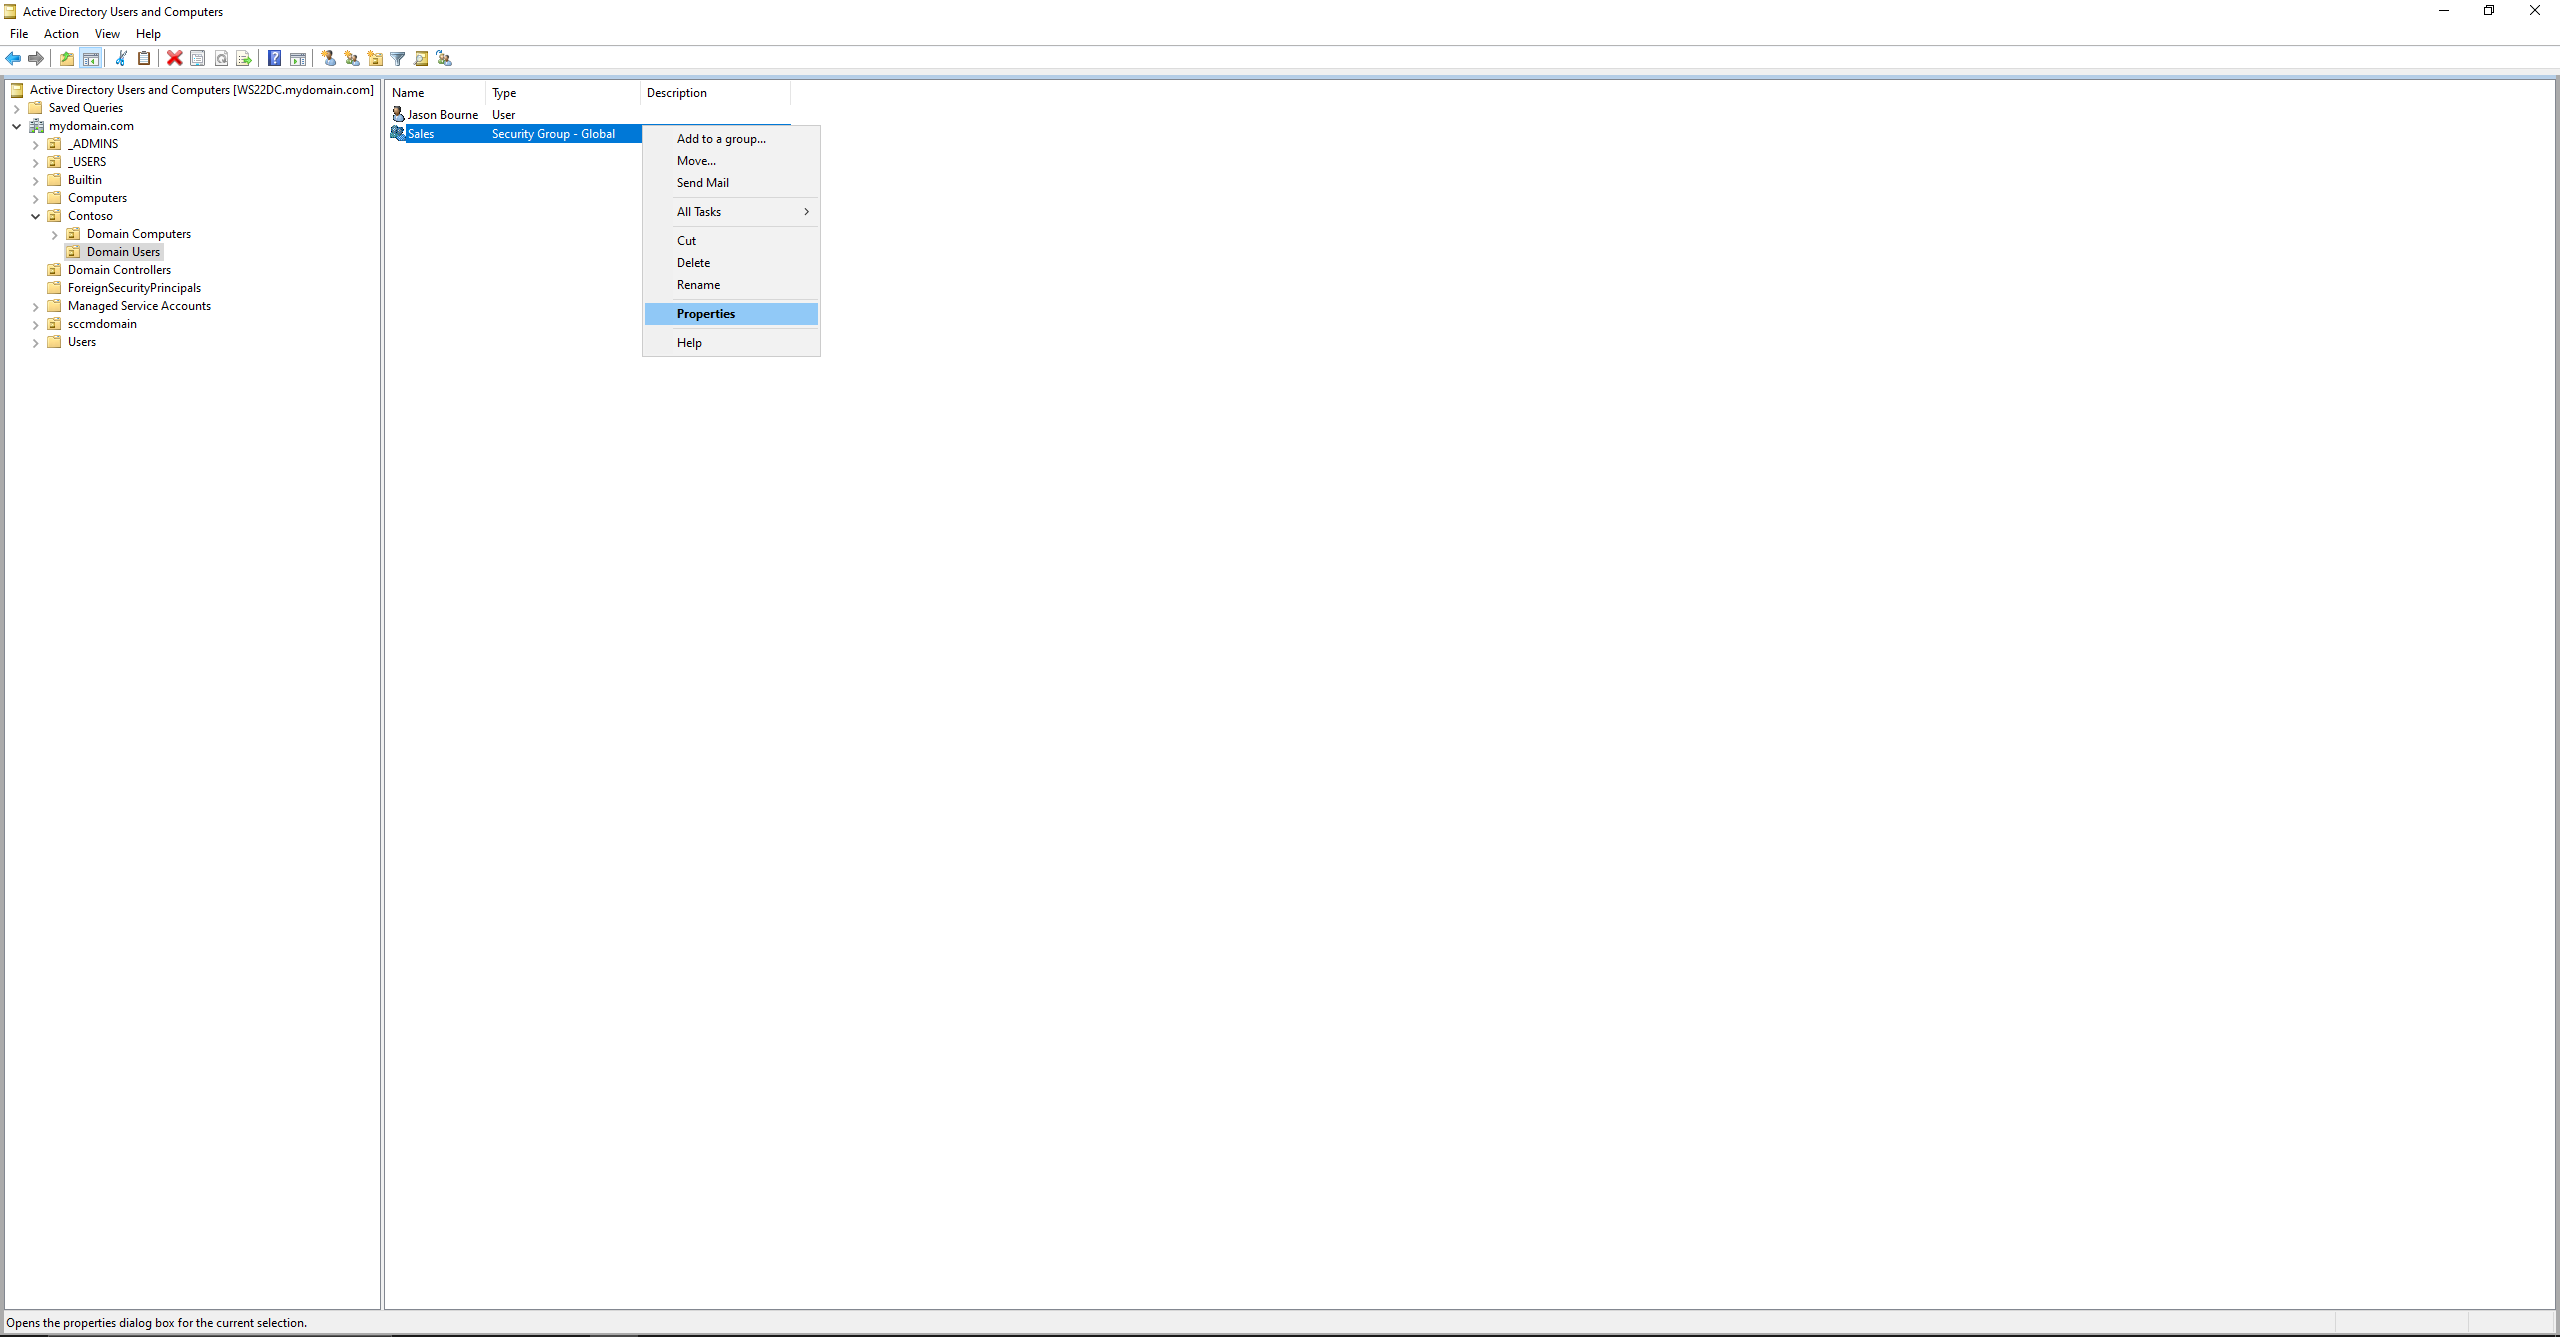 Active Directory Users and Computers
File Action View Help
Active Directory Users and Computers [WS22DC.mydomain.com]
Saved Queries
mydomain.com
_ADMINS
_USERS
Builtin
Computers
Contoso
Domain Computers
Domain Users
Domain Controllers
ForeignSecurityPrincipals
Managed Service Accounts
sccmdomain
Users
Name Type Description
Jason Bourne User
Sales Security Group - Global
Add to a group...
Move...
Send Mail
All Tasks
Cut
Delete
Rename
Properties
Help
Opens the properties dialog box for the current selection.